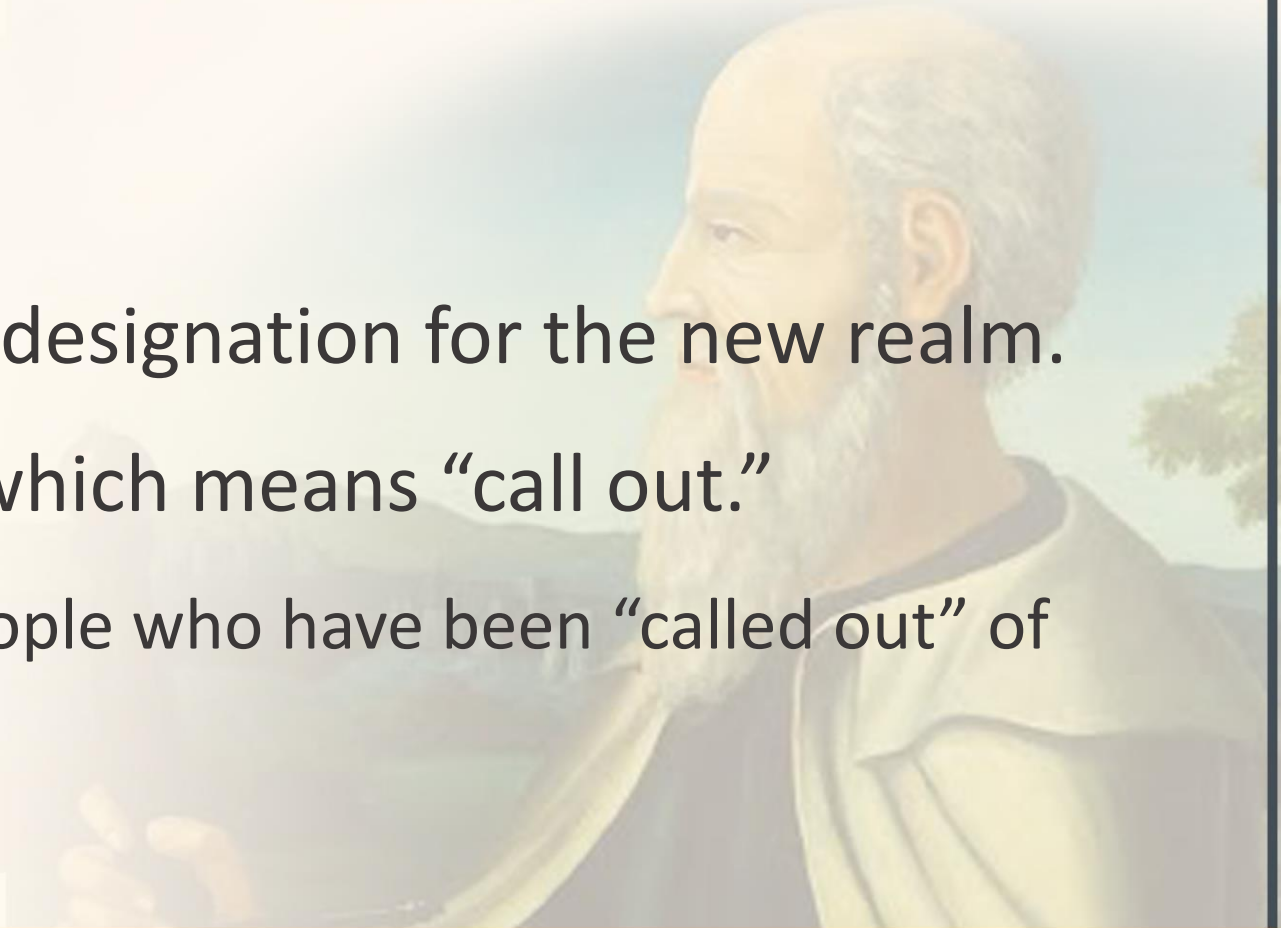 designation for the new realm.
which means “call out.”
ople who have been “called out” of